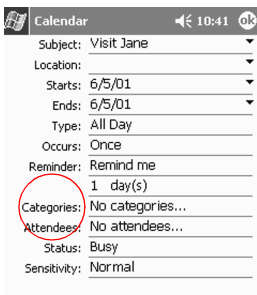 Calendar 10:41 ok
Subject: Visit Jane
Location:
Starts: 6/5/01
Ends: 6/5/01
Type: All Day
Occurs: Once
Reminder: Remind me
1 day(s)
Categories: No categories...
Attendees: No attendees...
Status: Busy
Sensitivity: Normal